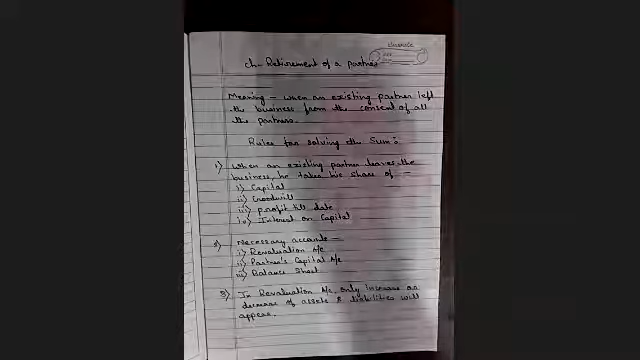 Classmate
Ch- Retirement of a partner
Meaning - When an existing partner left
the business from the consent of all
the partners.
Rules for solving the Sum:
1) When an existing partner leaves the
business, he takes his share of -
i) Capital
ii) Goodwill
iii) profit till date
iv) Interest on Capital
2) Necessary accounts -
i) Revaluation A/c
ii) Partner's Capital A/c
iii) Balance Sheet
3) In Revaluation A/c, only increase or
decrease of assets & liabilities will
appear.